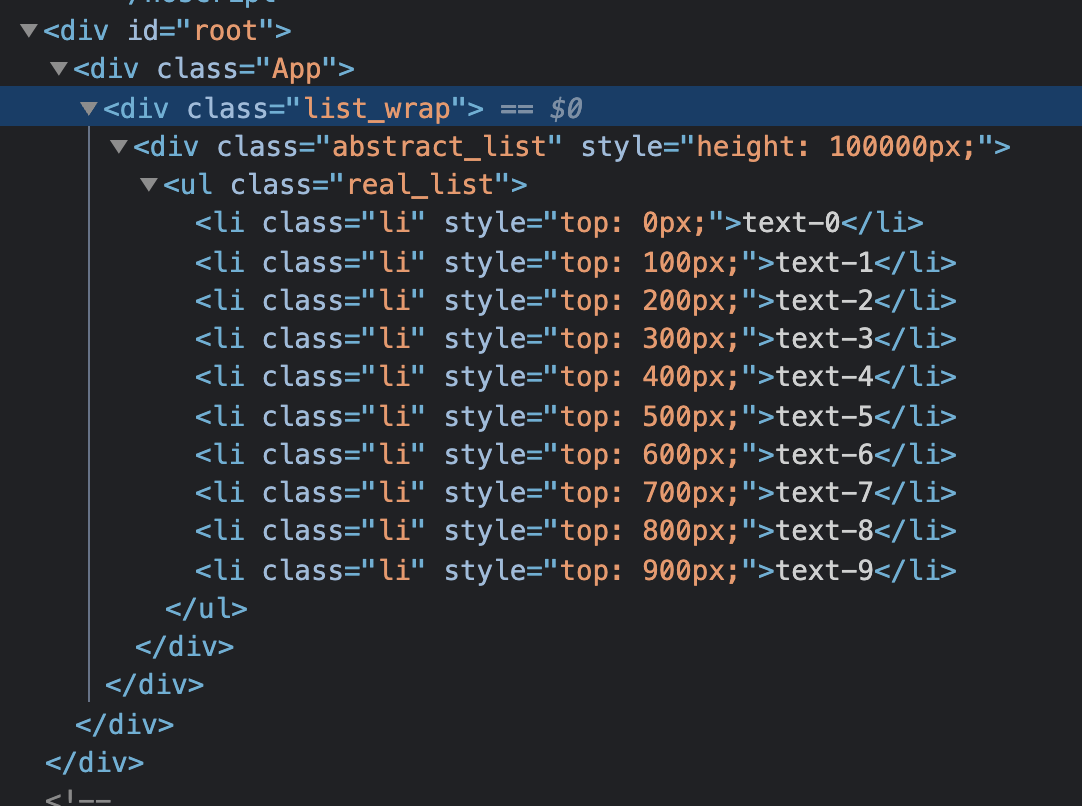 <div id="root">
<div class="App">
<div class="list_wrap"> == $0
<div class="abstract_list" style="height: 100000px;">
<ul class="real_list">
<li class="li" style="top: 0px;">text-0</li>
<li class="li" style="top: 100px;">text-1</li>
<li class="li" style="top: 200px;">text-2</li>
<li class="li" style="top: 300px;">text-3</li>
<li class="li" style="top: 400px;">text-4</li>
<li class="li" style="top: 500px;">text-5</li>
<li class="li" style="top: 600px;">text-6</li>
<li class="li" style="top: 700px;">text-7</li>
<li class="li" style="top: 800px;">text-8</li>
<li class="li" style="top: 900px;">text-9</li>
</ul>
</div>
</div>
</div>
</div>
<!--